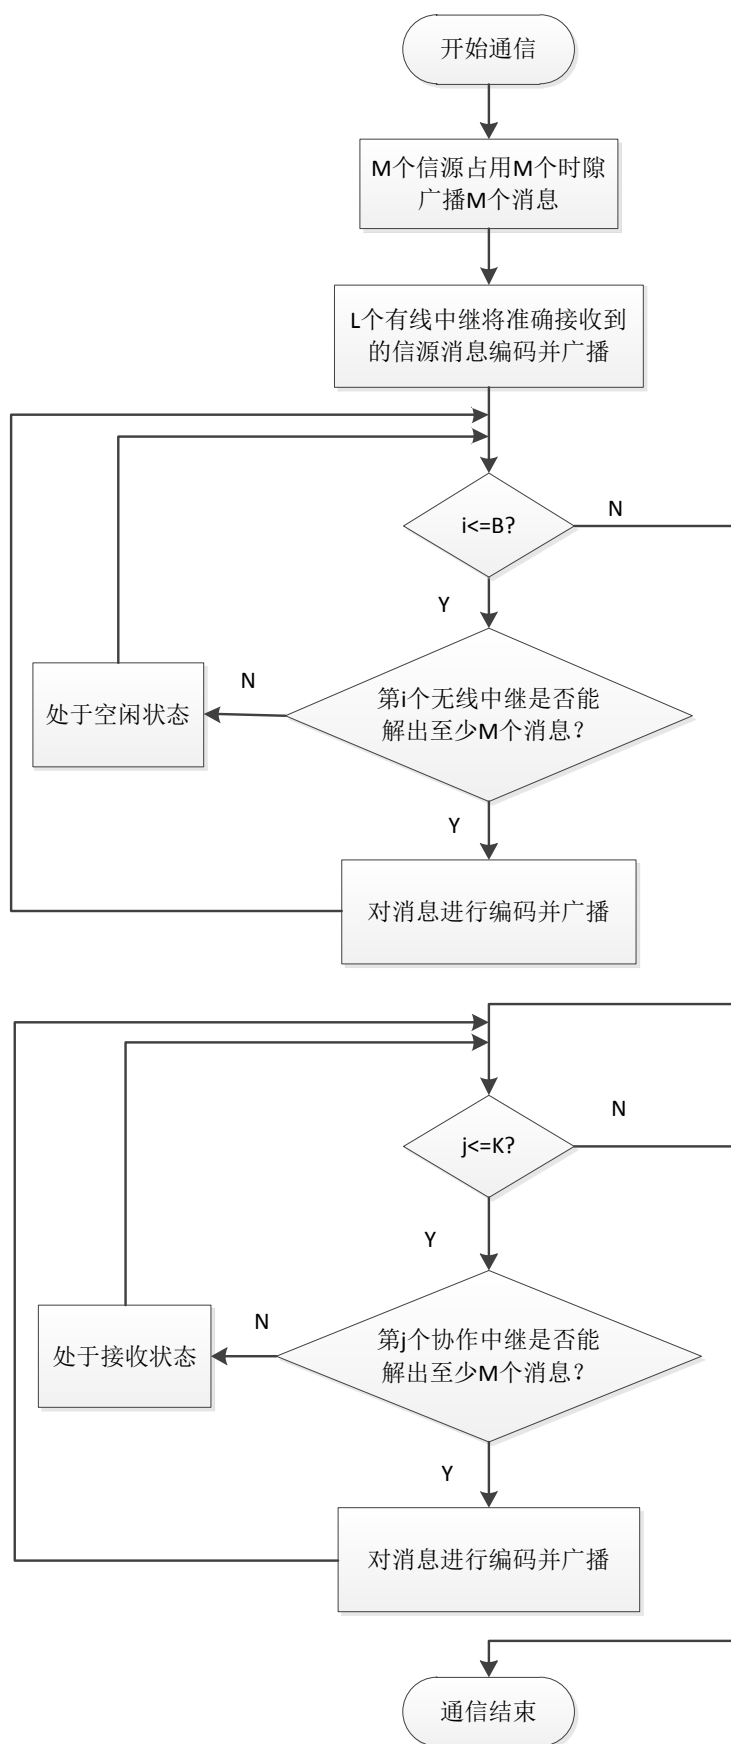 开始通信
M个信源占用M个时隙
广播M个消息
L个有线中继将准确接收到
的信源消息编码并广播
i<=B?
N
Y
第i个无线中继是否能
解出至少M个消息？
N
处于空闲状态
Y
对消息进行编码并广播
j<=K?
N
Y
第j个协作中继是否能
解出至少M个消息？
N
处于接收状态
Y
对消息进行编码并广播
通信结束